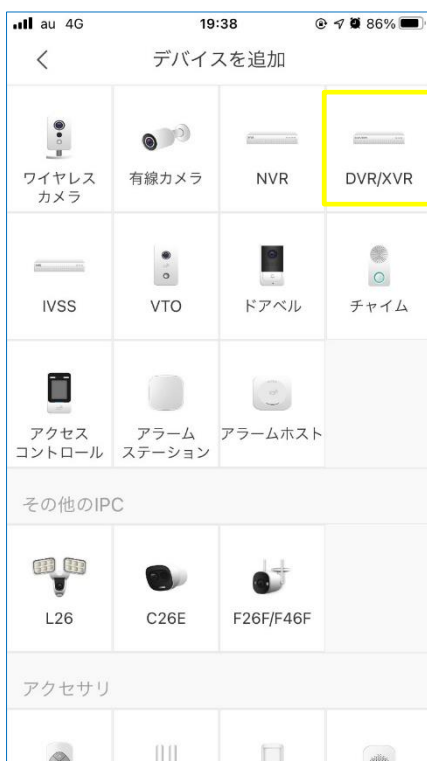 au 4G 19:38 86%
デバイスを追加
ワイヤレス
カメラ
有線カメラ
NVR
DVR/XVR
IVSS
VTO
ドアベル
チャイム
アクセス
コントロール
アラーム
ステーション
アラームホスト
その他のIPC
L26
C26E
F26F/F46F
アクセサリ